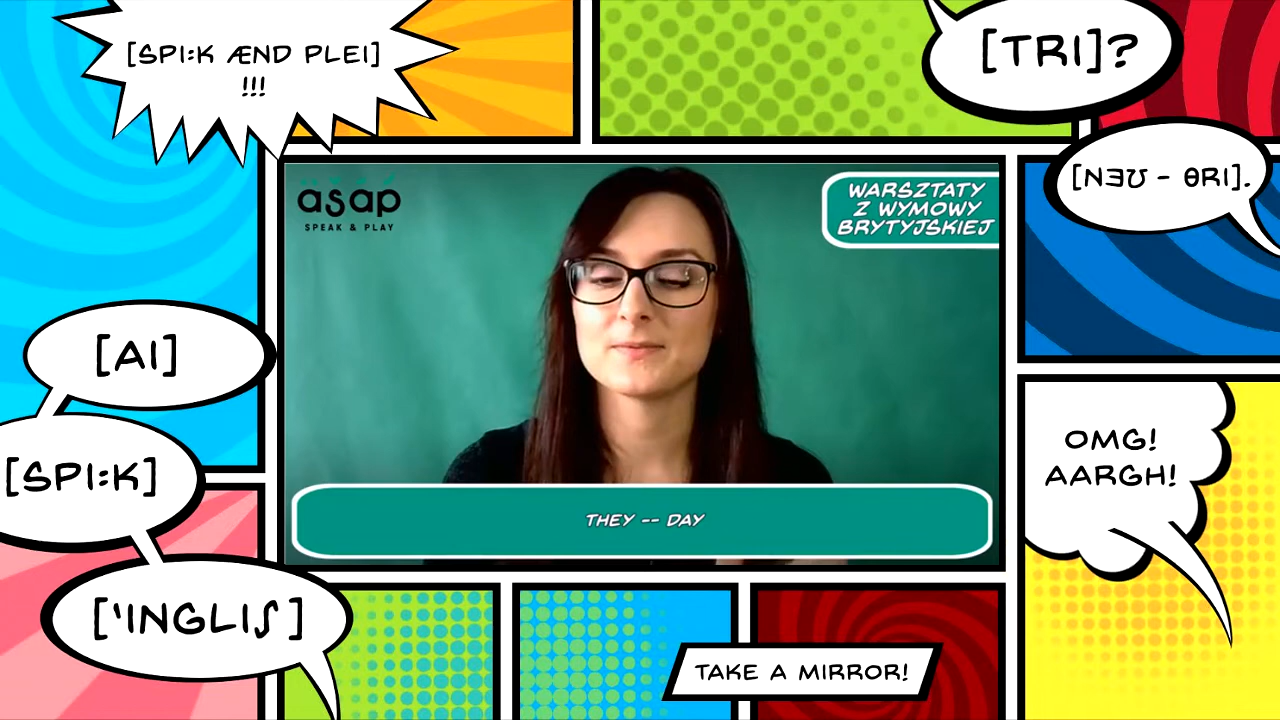 [SPI:K ÆND PLEI]
!!!
[TRI]?
[NƎƱ - ΘRI].
asap
SPEAK & PLAY
WARSZTATY
Z WYMOWY
BRYTYJSKIEJ
[AI]
[SPI:K]
['INGLIʃ]
OMG!
AARGH!
THEY -- DAY
TAKE A MIRROR!